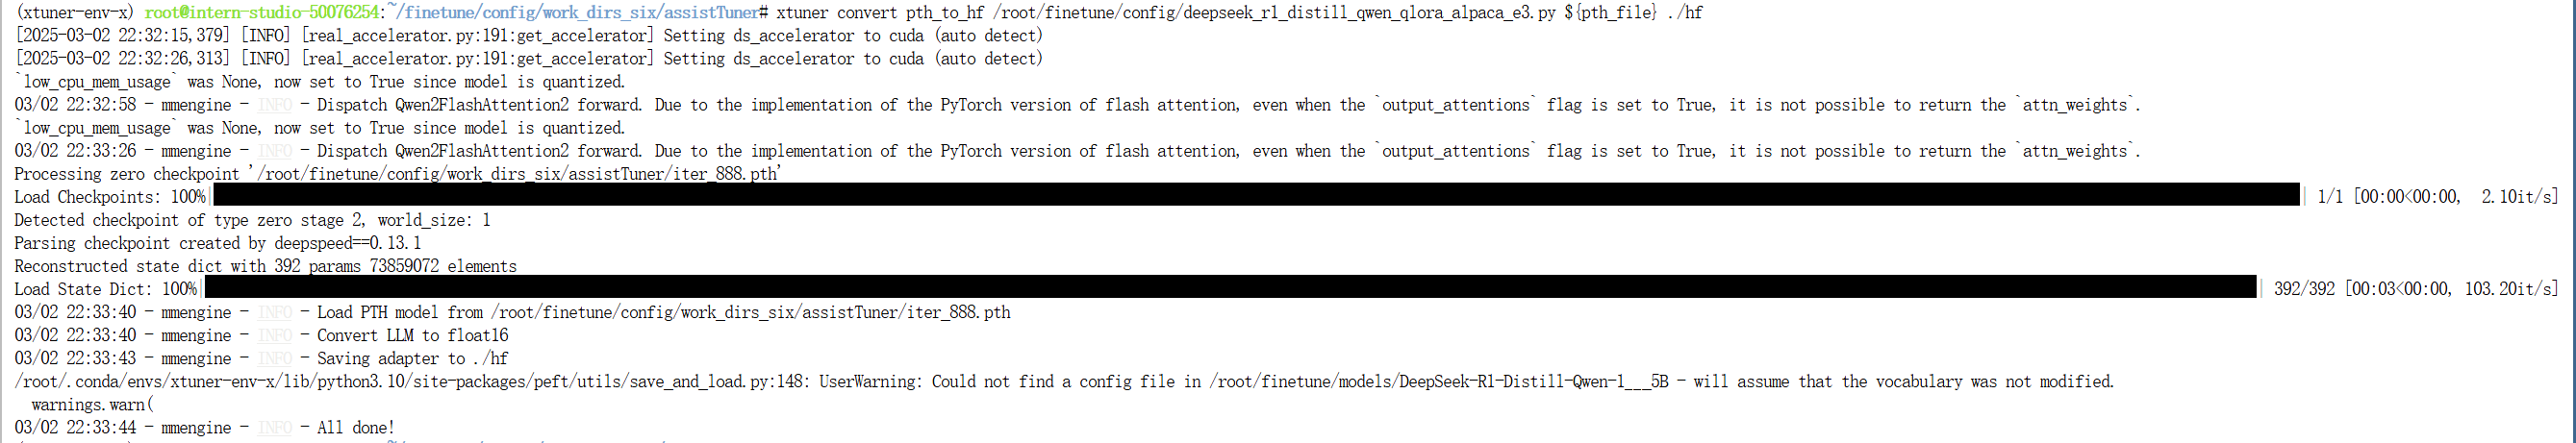 (xtuner-env-x) root@intern-studio-50076254:~/finetune/config/work_dirs_six/assistTuner# xtuner convert pth_to_hf /root/finetune/config/deepseek_r1_distill_qwen_qlora_alpaca_e3.py ${pth_file} ./hf
[2025-03-02 22:32:15,379] [INFO] [real_accelerator.py:191:get_accelerator] Setting ds_accelerator to cuda (auto detect)
[2025-03-02 22:32:26,313] [INFO] [real_accelerator.py:191:get_accelerator] Setting ds_accelerator to cuda (auto detect)
`low_cpu_mem_usage` was None, now set to True since model is quantized.
03/02 22:32:58 - mmengine - INFO - Dispatch Qwen2FlashAttention2 forward. Due to the implementation of the PyTorch version of flash attention, even when the `output_attentions` flag is set to True, it is not possible to return the `attn_weights`.
`low_cpu_mem_usage` was None, now set to True since model is quantized.
03/02 22:33:26 - mmengine - INFO - Dispatch Qwen2FlashAttention2 forward. Due to the implementation of the PyTorch version of flash attention, even when the `output_attentions` flag is set to True, it is not possible to return the `attn_weights`.
Processing zero checkpoint '/root/finetune/config/work_dirs_six/assistTuner/iter_888.pth'
Load Checkpoints: 100%| | 1/1 [00:00<00:00, 2.10it/s]
Detected checkpoint of type zero stage 2, world_size: 1
Parsing checkpoint created by deepspeed==0.13.1
Reconstructed state dict with 392 params 73859072 elements
Load State Dict: 100%| | 392/392 [00:03<00:00, 103.20it/s]
03/02 22:33:40 - mmengine - INFO - Load PTH model from /root/finetune/config/work_dirs_six/assistTuner/iter_888.pth
03/02 22:33:40 - mmengine - INFO - Convert LLM to float16
03/02 22:33:43 - mmengine - INFO - Saving adapter to ./hf
/root/.conda/envs/xtuner-env-x/lib/python3.10/site-packages/peft/utils/save_and_load.py:148: UserWarning: Could not find a config file in /root/finetune/models/DeepSeek-R1-Distill-Qwen-1___5B - will assume that the vocabulary was not modified.
warnings.warn(
03/02 22:33:44 - mmengine - INFO - All done!